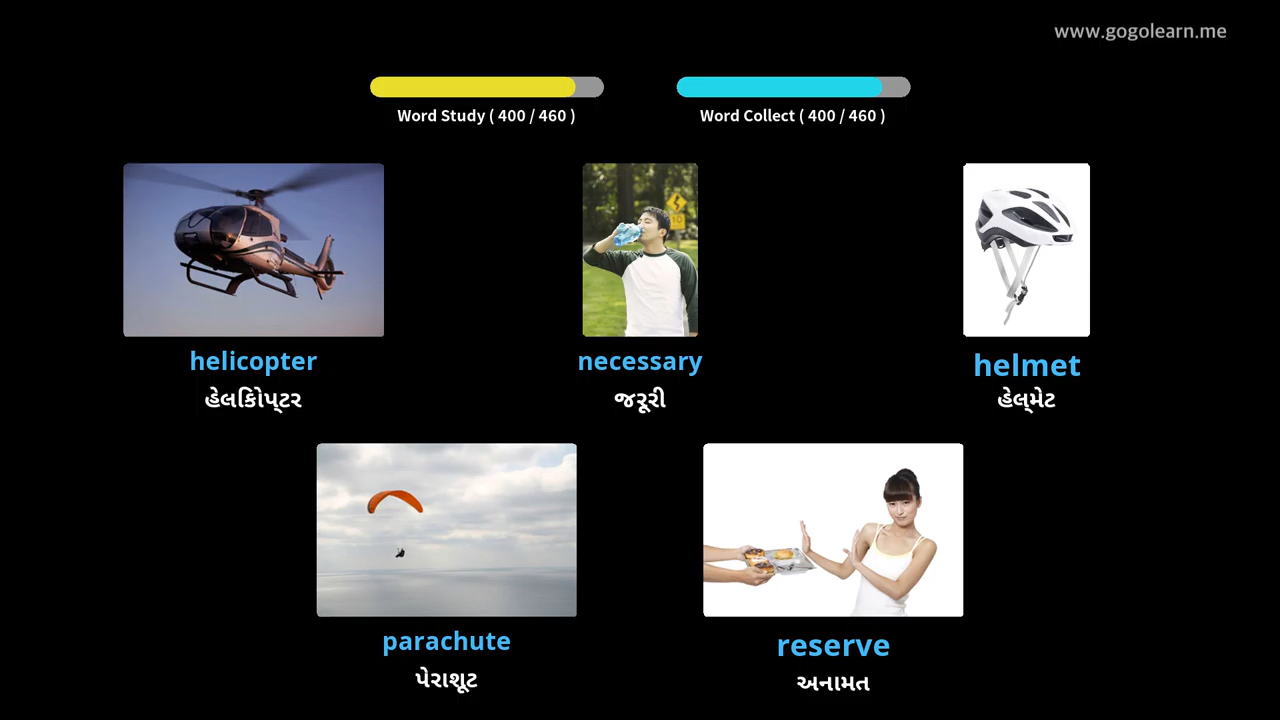 www.gogolearn.me
Word Study ( 400 / 460 )
Word Collect ( 400 / 460 )
helicopter
હેલિકોપ્ટર
necessary
જરૂરી
helmet
હેલ્મેટ
parachute
પેરાશૂટ
reserve
અનામત